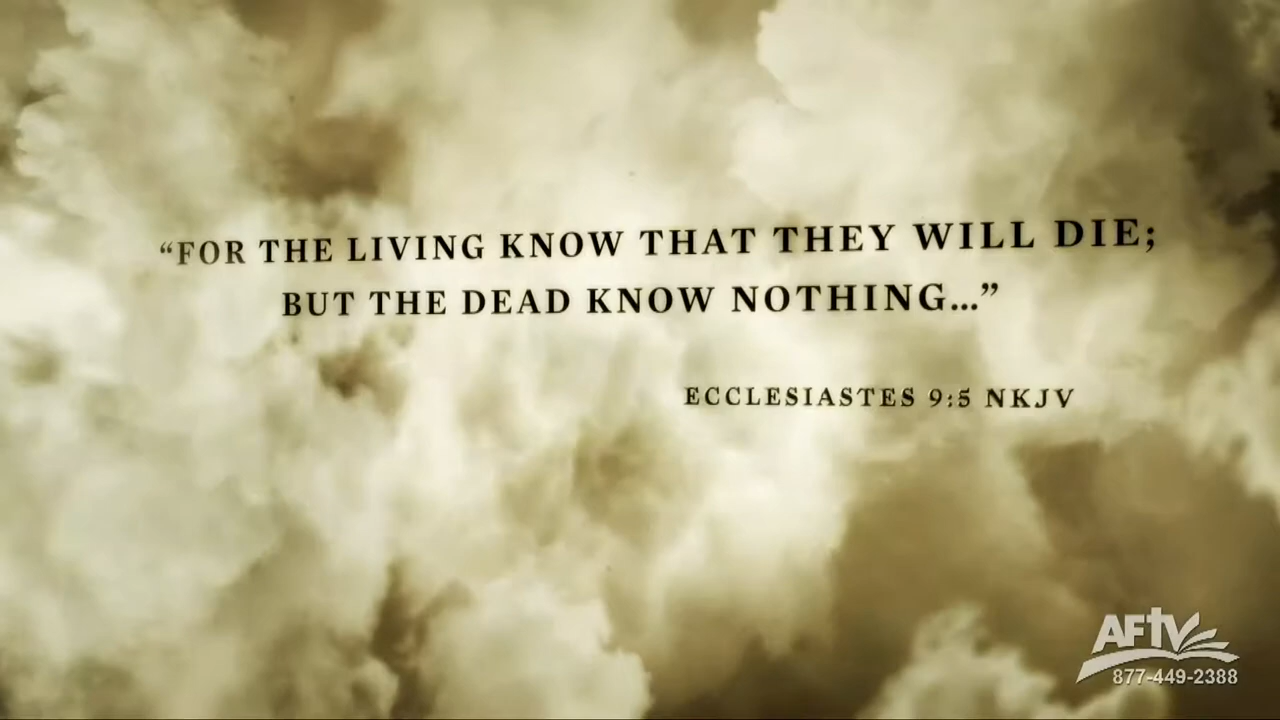 “FOR THE LIVING KNOW THAT THEY WILL DIE;
BUT THE DEAD KNOW NOTHING...”
ECCLESIASTES 9:5 NKJV
AFTV
877-449-2388